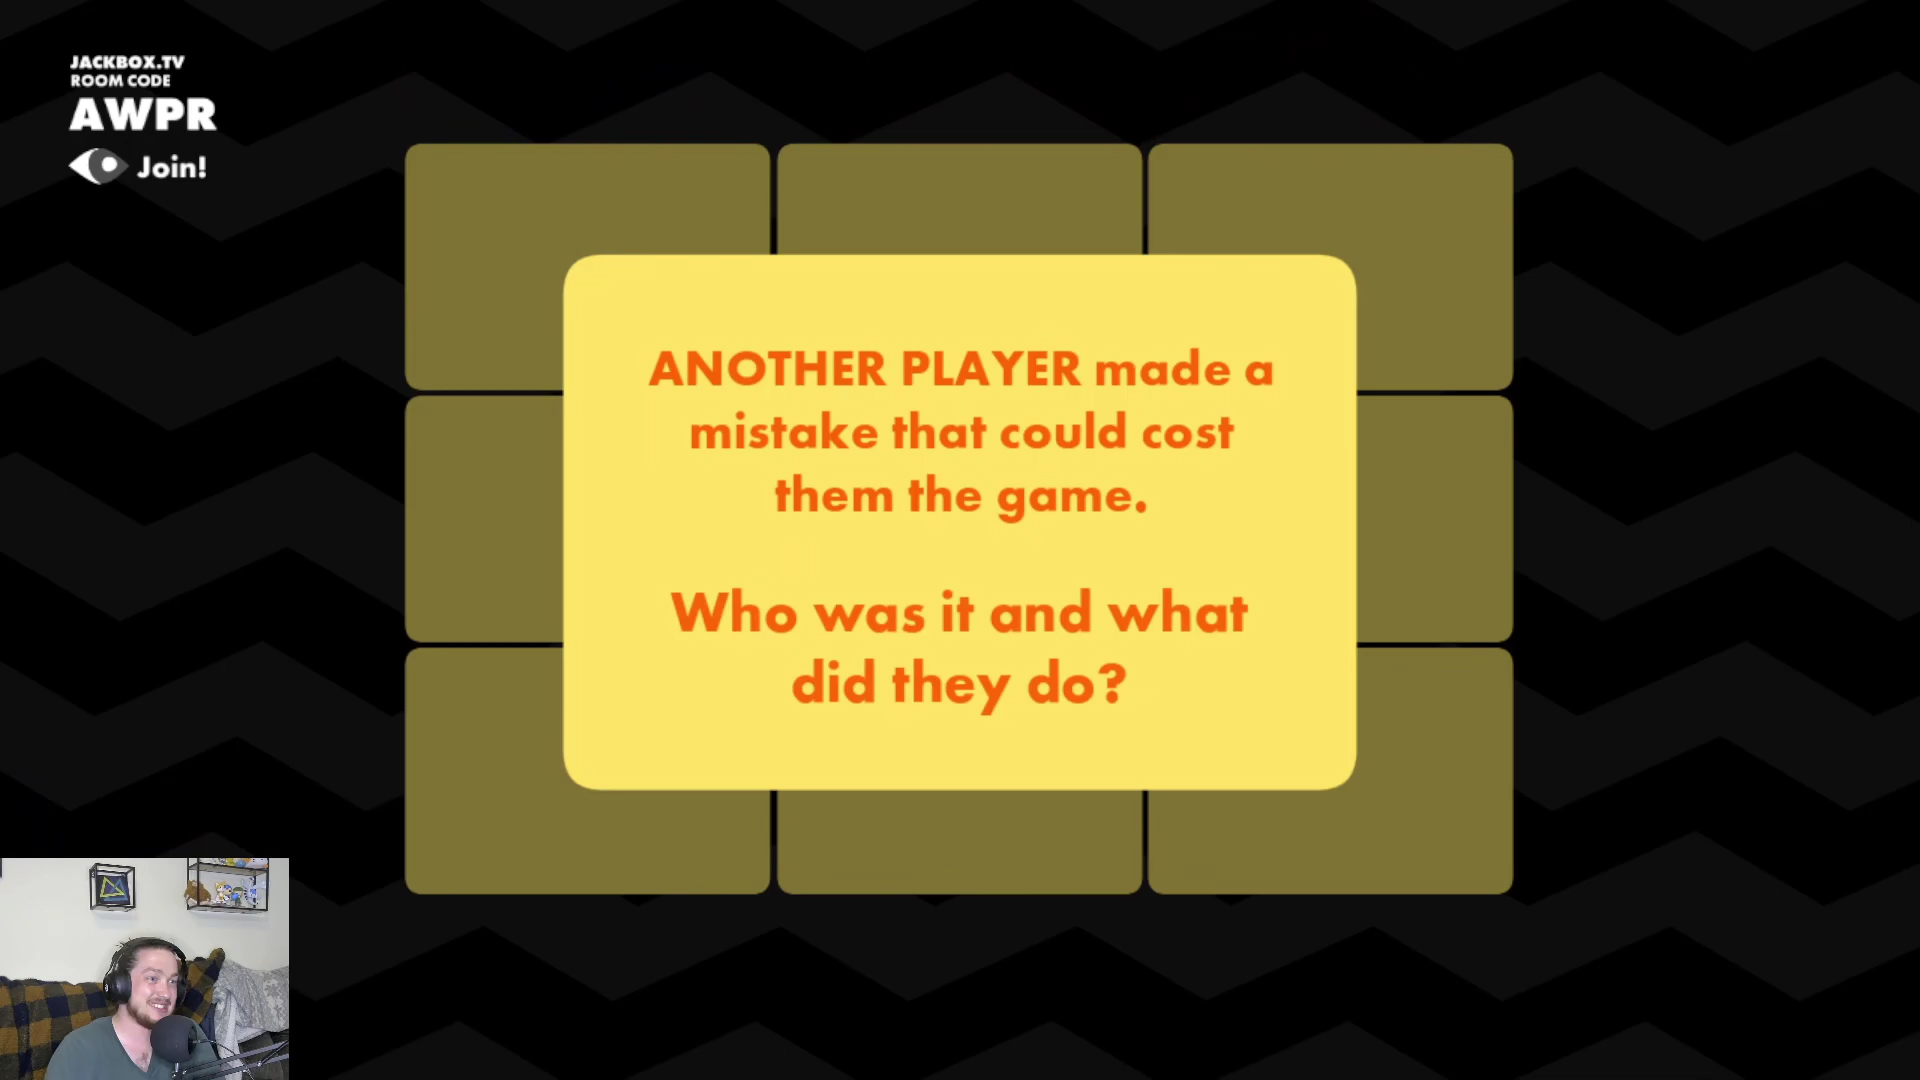 JACKBOX.TV
ROOM CODE
AWPR
Join!
ANOTHER PLAYER made a
mistake that could cost
them the game.
Who was it and what
did they do?